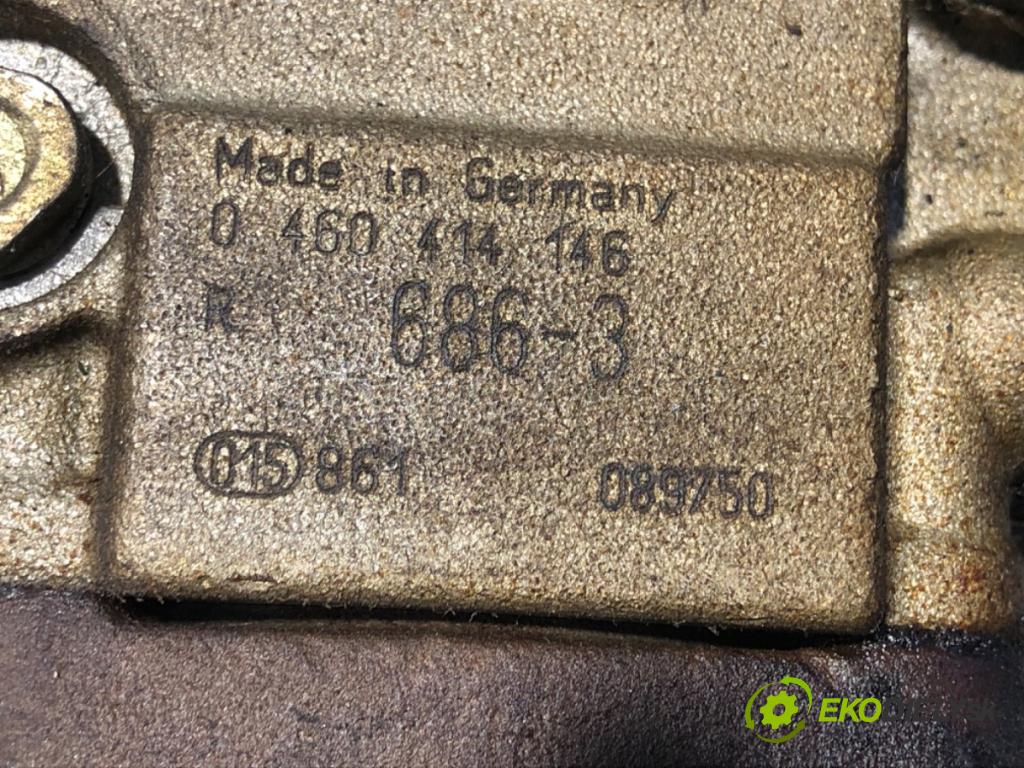 Made in Germany
0 460 414 146
R 686-3
015 861 089750
EKO